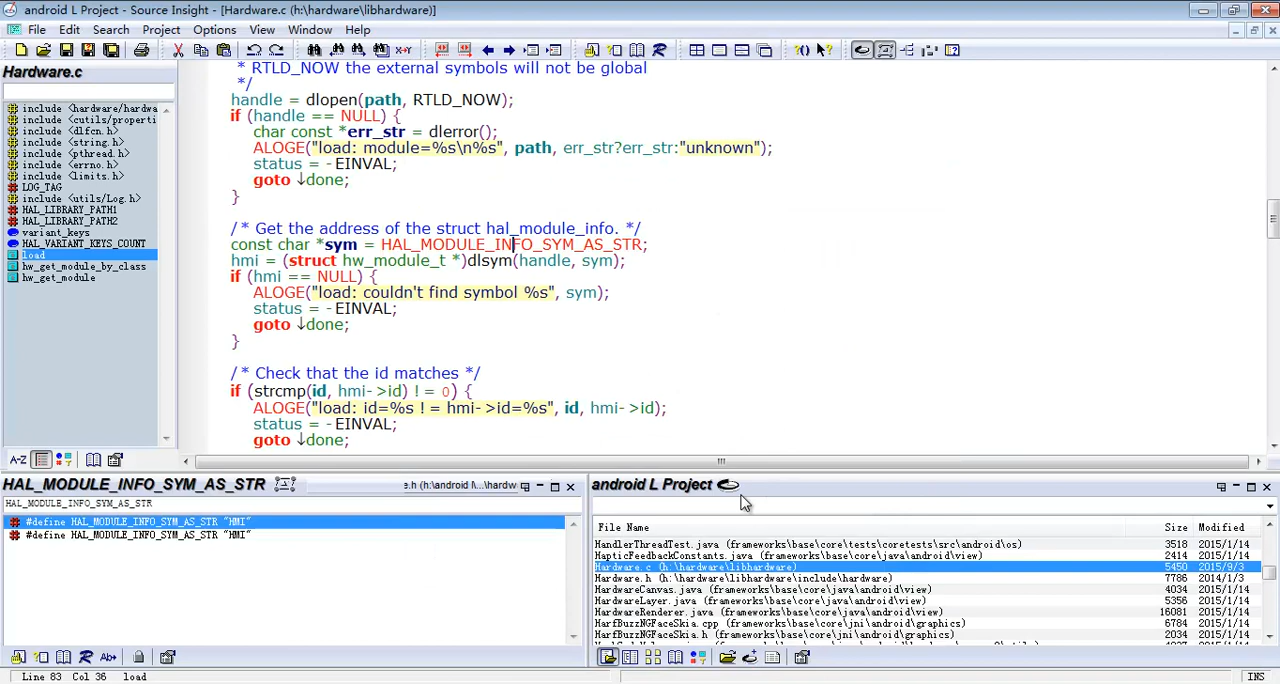 android L Project - Source Insight - [Hardware.c (h:\hardware\libhardware)]
File Edit Search Project Options View Window Help
Hardware.c
include <hardware/hardwa
include <cutils/properti
include <dlfcn.h>
include <string.h>
include <pthread.h>
include <errno.h>
include <limits.h>
LOG_TAG
include <utils/Log.h>
HAL_LIBRARY_PATH1
HAL_LIBRARY_PATH2
variant_keys
HAL_VARIANT_KEYS_COUNT
load
hw_get_module_by_class
hw_get_module
* RTLD_NOW the external symbols will not be global
*/
handle = dlopen(path, RTLD_NOW);
if (handle == NULL) {
char const *err_str = dlerror();
ALOGE("load: module=%s\n%s", path, err_str?err_str:"unknown");
status = -EINVAL;
goto ↓done;
}
/* Get the address of the struct hal_module_info. */
const char *sym = HAL_MODULE_INFO_SYM_AS_STR;
hmi = (struct hw_module_t *)dlsym(handle, sym);
if (hmi == NULL) {
ALOGE("load: couldn't find symbol %s", sym);
status = -EINVAL;
goto ↓done;
}
/* Check that the id matches */
if (strcmp(id, hmi->id) != 0) {
ALOGE("load: id=%s != hmi->id=%s", id, hmi->id);
status = -EINVAL;
goto ↓done;
A-Z
HAL_MODULE_INFO_SYM_AS_STR e.h (h:\android l\...\hardw
HAL_MODULE_INFO_SYM_AS_STR
#define HAL_MODULE_INFO_SYM_AS_STR "HMI"
#define HAL_MODULE_INFO_SYM_AS_STR "HMI"
android L Project
File Name Size Modified
HandlerThreadTest.java (frameworks\base\core\tests\coretests\src\android\os) 3518 2015/1/14
HapticFeedbackConstants.java (frameworks\base\core\java\android\view) 2414 2015/1/14
Hardware.c (h:\hardware\libhardware) 5450 2015/9/3
Hardware.h (h:\hardware\libhardware\include\hardware) 7786 2014/1/3
HardwareCanvas.java (frameworks\base\core\java\android\view) 4034 2015/1/14
HardwareLayer.java (frameworks\base\core\java\android\view) 5356 2015/1/14
HardwareRenderer.java (frameworks\base\core\java\android\view) 16081 2015/1/14
HarfBuzzNGFaceSkia.cpp (frameworks\base\core\jni\android\graphics) 6784 2015/1/14
HarfBuzzNGFaceSkia.h (frameworks\base\core\jni\android\graphics) 2034 2015/1/14
Line 83 Col 36 load INS